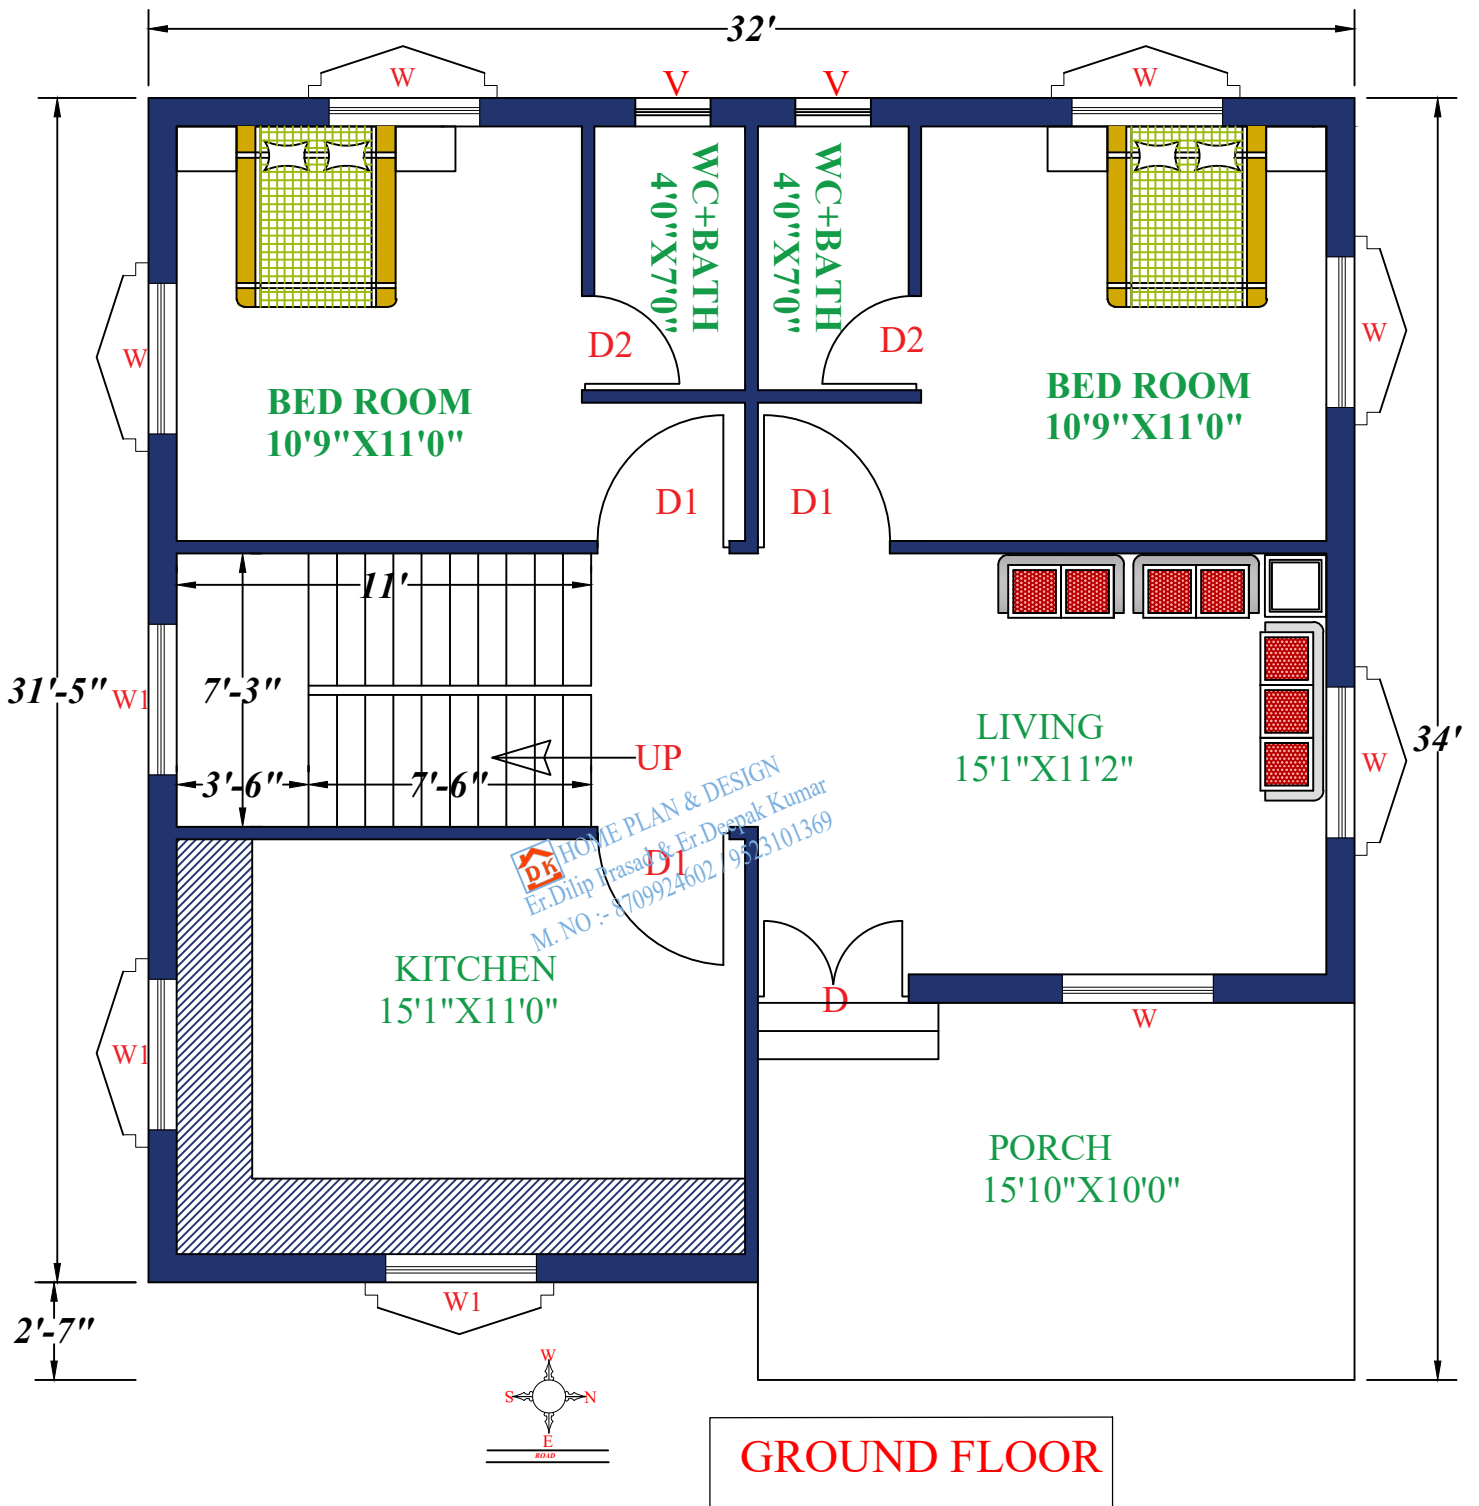 32'
W
V
V
W
WC+BATH
4'0"X7'0"
WC+BATH
4'0"X7'0"
W
D2
D2
W
BED ROOM
10'9"X11'0"
BED ROOM
10'9"X11'0"
D1
D1
11'
31'-5"
W1
7'-3"
3'-6"
7'-6"
UP
LIVING
15'1"X11'2"
W
34'
HOME PLAN & DESIGN
Er.Dilip Prasad & Er.Deepak Kumar
M. NO :- 8709924602 / 9523101369
DK
D1
KITCHEN
15'1"X11'0"
D
W
W1
PORCH
15'10"X10'0"
W1
2'-7"
W
S
N
E
ROAD
GROUND FLOOR